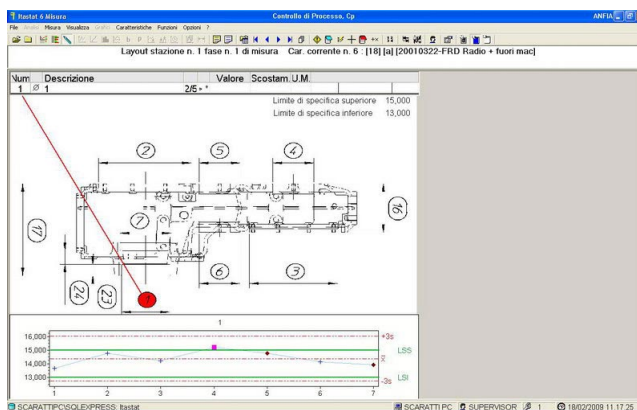 Itastat 6 Misura
Controllo di Processo, Cp
ANFIA
File Analisi Misura Visualizza Grafici Caratteristiche Funzioni Opzioni ?
Layout stazione n. 1 fase n. 1 di misura Car. corrente n. 6 : [18] [a] [20010322-FRD Radio + fuori mac]
Num Descrizione Valore Scostam. U.M.
1 Ø 1 2/5 - *
Limite di specifica superiore 15,000
Limite di specifica inferiore 13,000
2 5 4
17 7 16
6 3
24 23 1
1
16,000 +3s
15,000 LSS
14,000 X
13,000 LSI
-3s
1 2 3 4 5 6 7
SCARATTIPC\SQLEXPRESS: Itastat
SCARATTI PC SUPERVISOR 1 18/02/2009 11.17.25